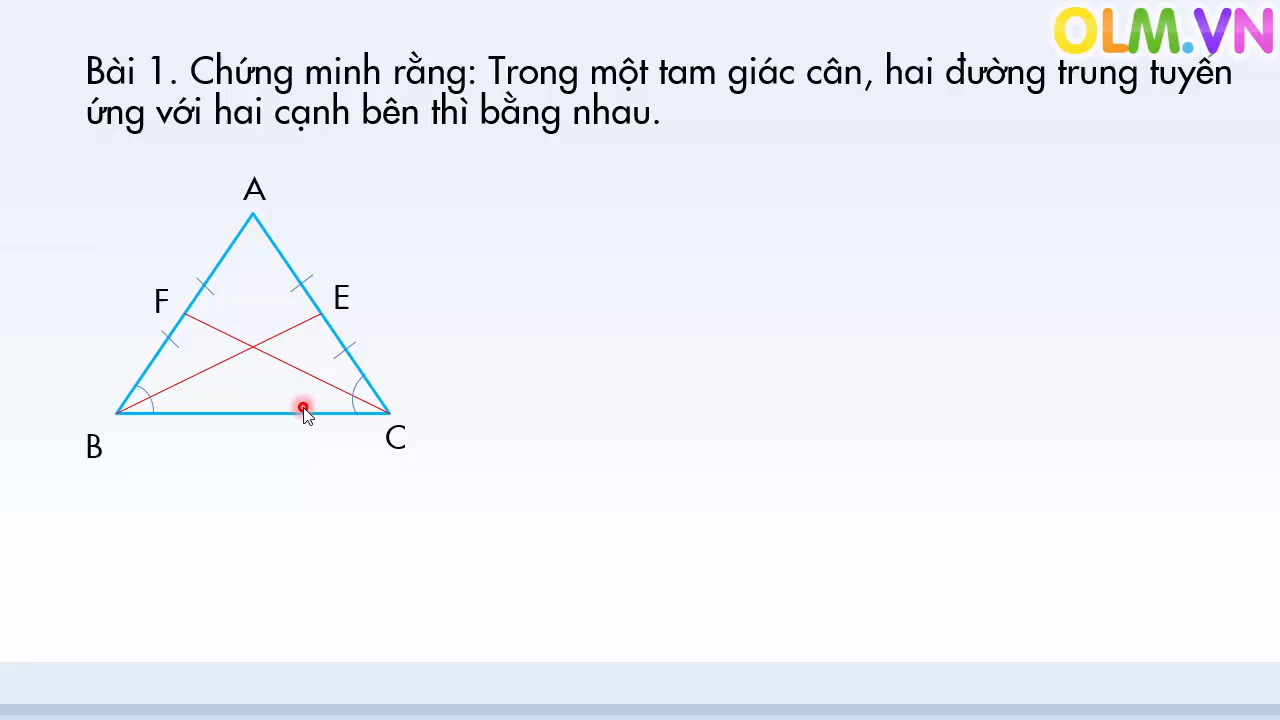 OLM.VN
Bài 1. Chứng minh rằng: Trong một tam giác cân, hai đường trung tuyến
ứng với hai cạnh bên thì bằng nhau.
A
F
E
B
C